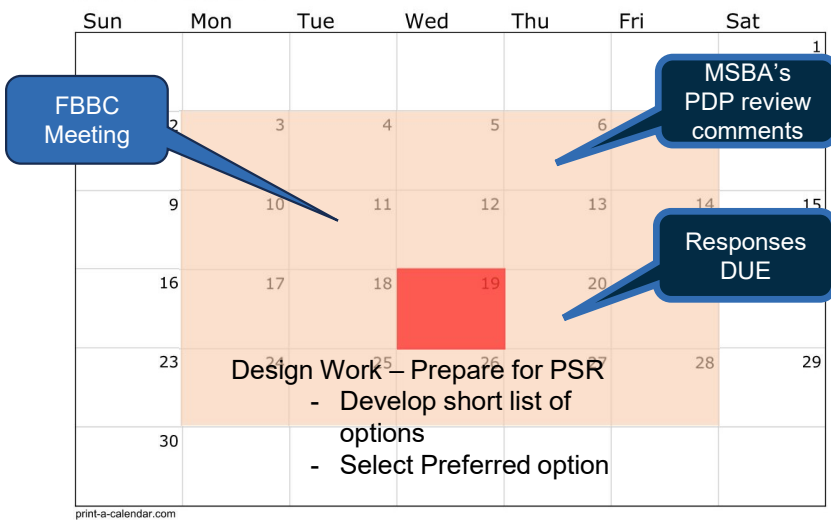 Sun Mon Tue Wed Thu Fri Sat
1
MSBA's
PDP review
comments
FBBC
Meeting
2 3 4 5 6
9 10 11 12 13 14 15
Responses
DUE
16 17 18 19 20
23 24 25 26 27 28 29
Design Work – Prepare for PSR
- Develop short list of
options
- Select Preferred option
30
print-a-calendar.com